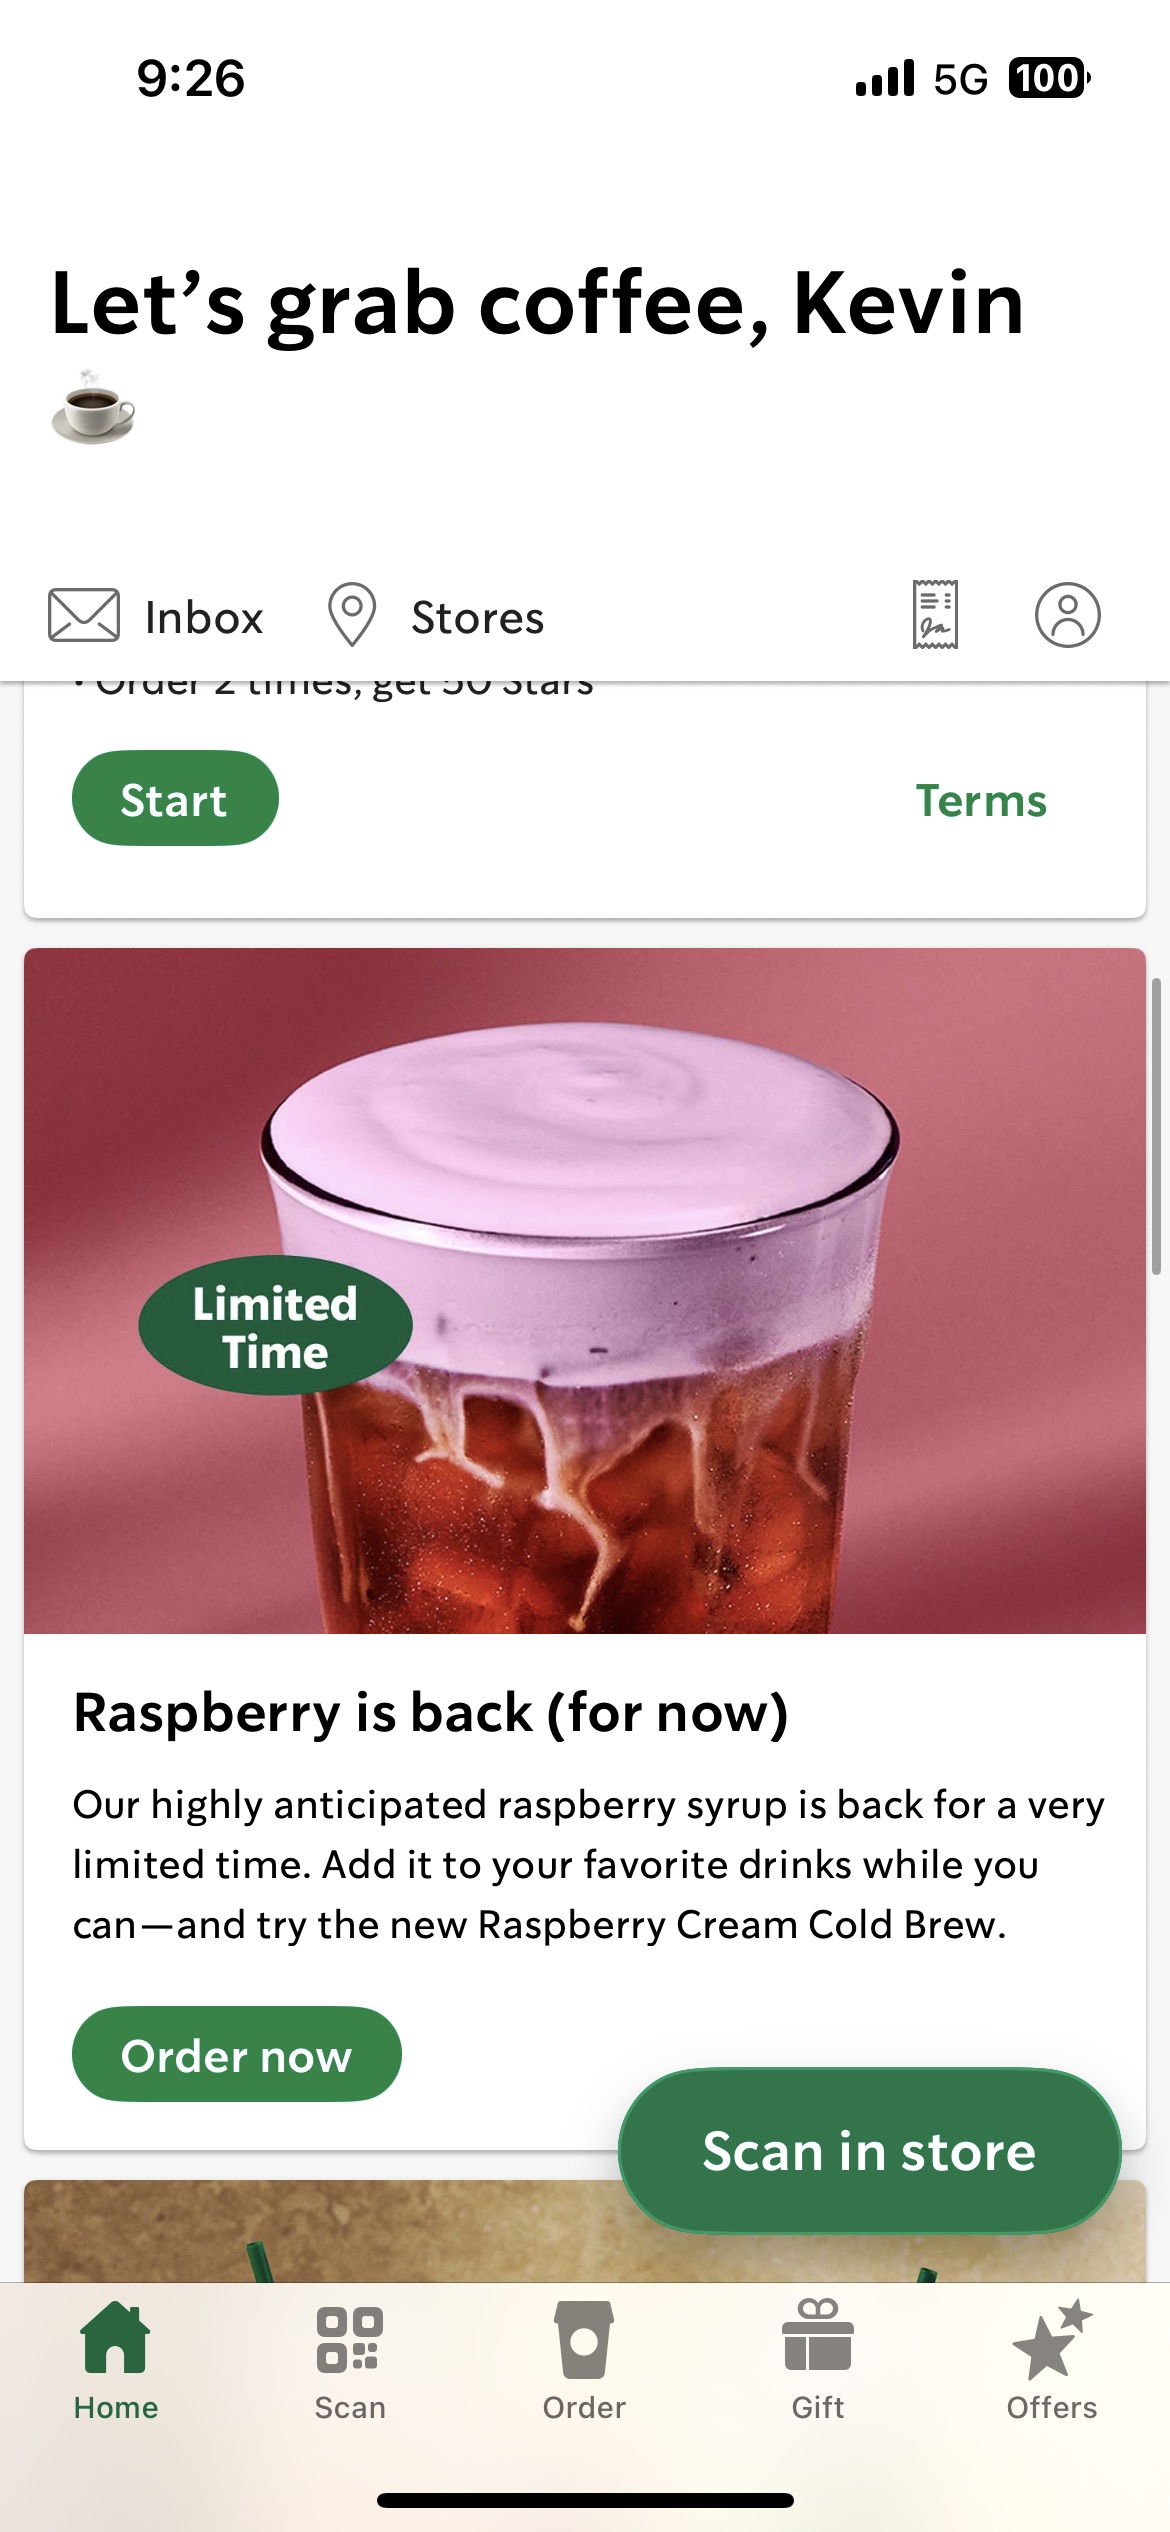 9:26
5G
100
Let’s grab coffee, Kevin
Inbox
Stores
• Order 2 times, get 50 Stars
Start
Terms
Limited
Time
Raspberry is back (for now)
Our highly anticipated raspberry syrup is back for a very
limited time. Add it to your favorite drinks while you
can—and try the new Raspberry Cream Cold Brew.
Order now
Scan in store
Home
Scan
Order
Gift
Offers